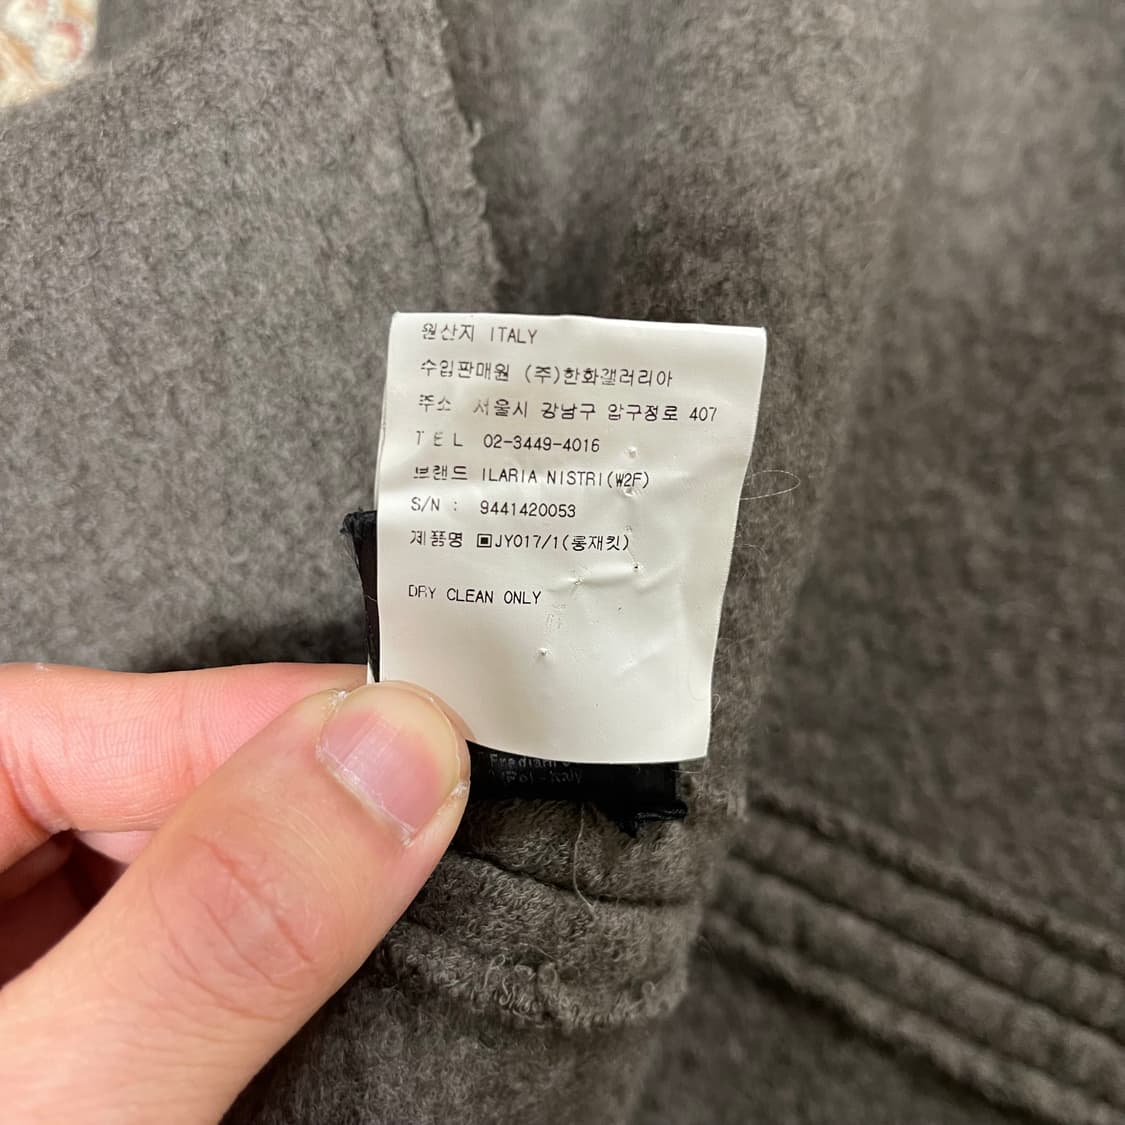 원산지 ITALY
수입판매원 (주)한화갤러리아
주소 서울시 강남구 압구정로 407
TEL 02-3449-4016
브랜드 ILARIA NISTRI(W2F)
S/N : 9441420053
제품명 ▣JY017/1(롱재킷)
DRY CLEAN ONLY
- Italy